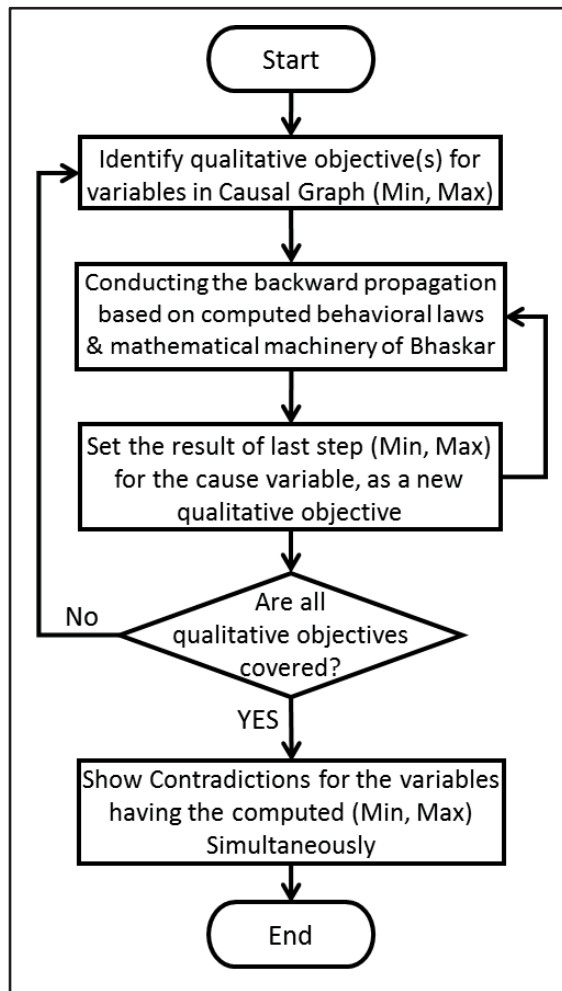 Start
Identify qualitative objective(s) for
variables in Causal Graph (Min, Max)
Conducting the backward propagation
based on computed behavioral laws
& mathematical machinery of Bhaskar
Set the result of last step (Min, Max)
for the cause variable, as a new
qualitative objective
Are all
qualitative objectives
covered?
No
YES
Show Contradictions for the variables
having the computed (Min, Max)
Simultaneously
End